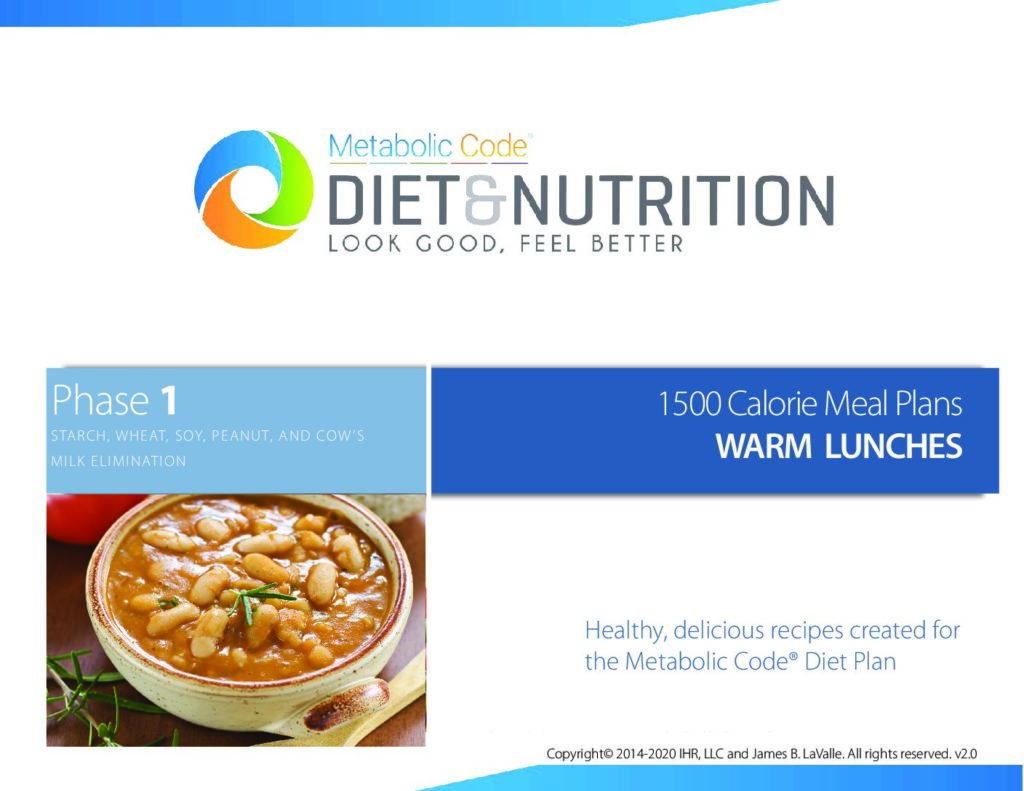 Metabolic Code®
DIET&NUTRITION
LOOK GOOD, FEEL BETTER
Phase 1
STARCH, WHEAT, SOY, PEANUT, AND COW'S
MILK ELIMINATION
1500 Calorie Meal Plans
WARM LUNCHES
Healthy, delicious recipes created for
the Metabolic Code® Diet Plan
Copyright© 2014-2020 IHR, LLC and James B. LaValle. All rights reserved. v2.0